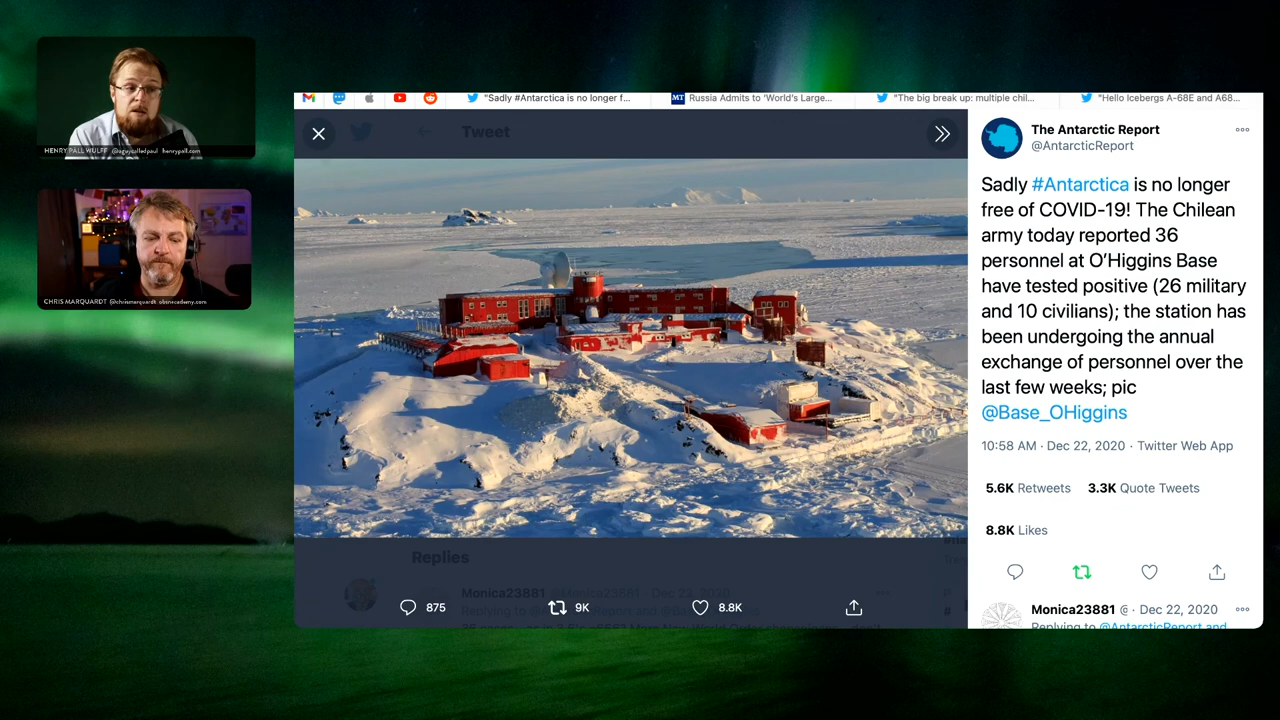 HENRY PALL WULFF @aguycalledpaul henrypall.com
CHRIS MARQUARDT @chrismarquardt
"Sadly #Antarctica is no longer f...
MT Russia Admits to 'World's Large...
"The big break up: multiple chil...
"Hello Icebergs A-68E and A68...
Tweet
The Antarctic Report
@AntarcticReport
Sadly #Antarctica is no longer
free of COVID-19! The Chilean
army today reported 36
personnel at O'Higgins Base
have tested positive (26 military
and 10 civilians); the station has
been undergoing the annual
exchange of personnel over the
last few weeks; pic
@Base_OHiggins
10:58 AM · Dec 22, 2020 · Twitter Web App
5.6K Retweets 3.3K Quote Tweets
8.8K Likes
Replies
Monica23881 @Monica23881 · Dec 22, 2020
Replying to
875 9K 8.8K
Monica23881 @ · Dec 22, 2020
Replying to @AntarcticReport and